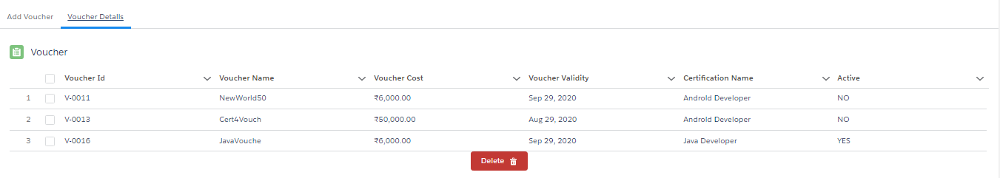 Add Voucher Voucher Details
Voucher
Voucher Id Voucher Name Voucher Cost Voucher Validity Certification Name Active
1 V-0011 NewWorld50 ₹6,000.00 Sep 29, 2020 Android Developer NO
2 V-0013 Cert4Vouch ₹50,000.00 Aug 29, 2020 Android Developer NO
3 V-0016 JavaVouche ₹6,000.00 Sep 29, 2020 Java Developer YES
Delete